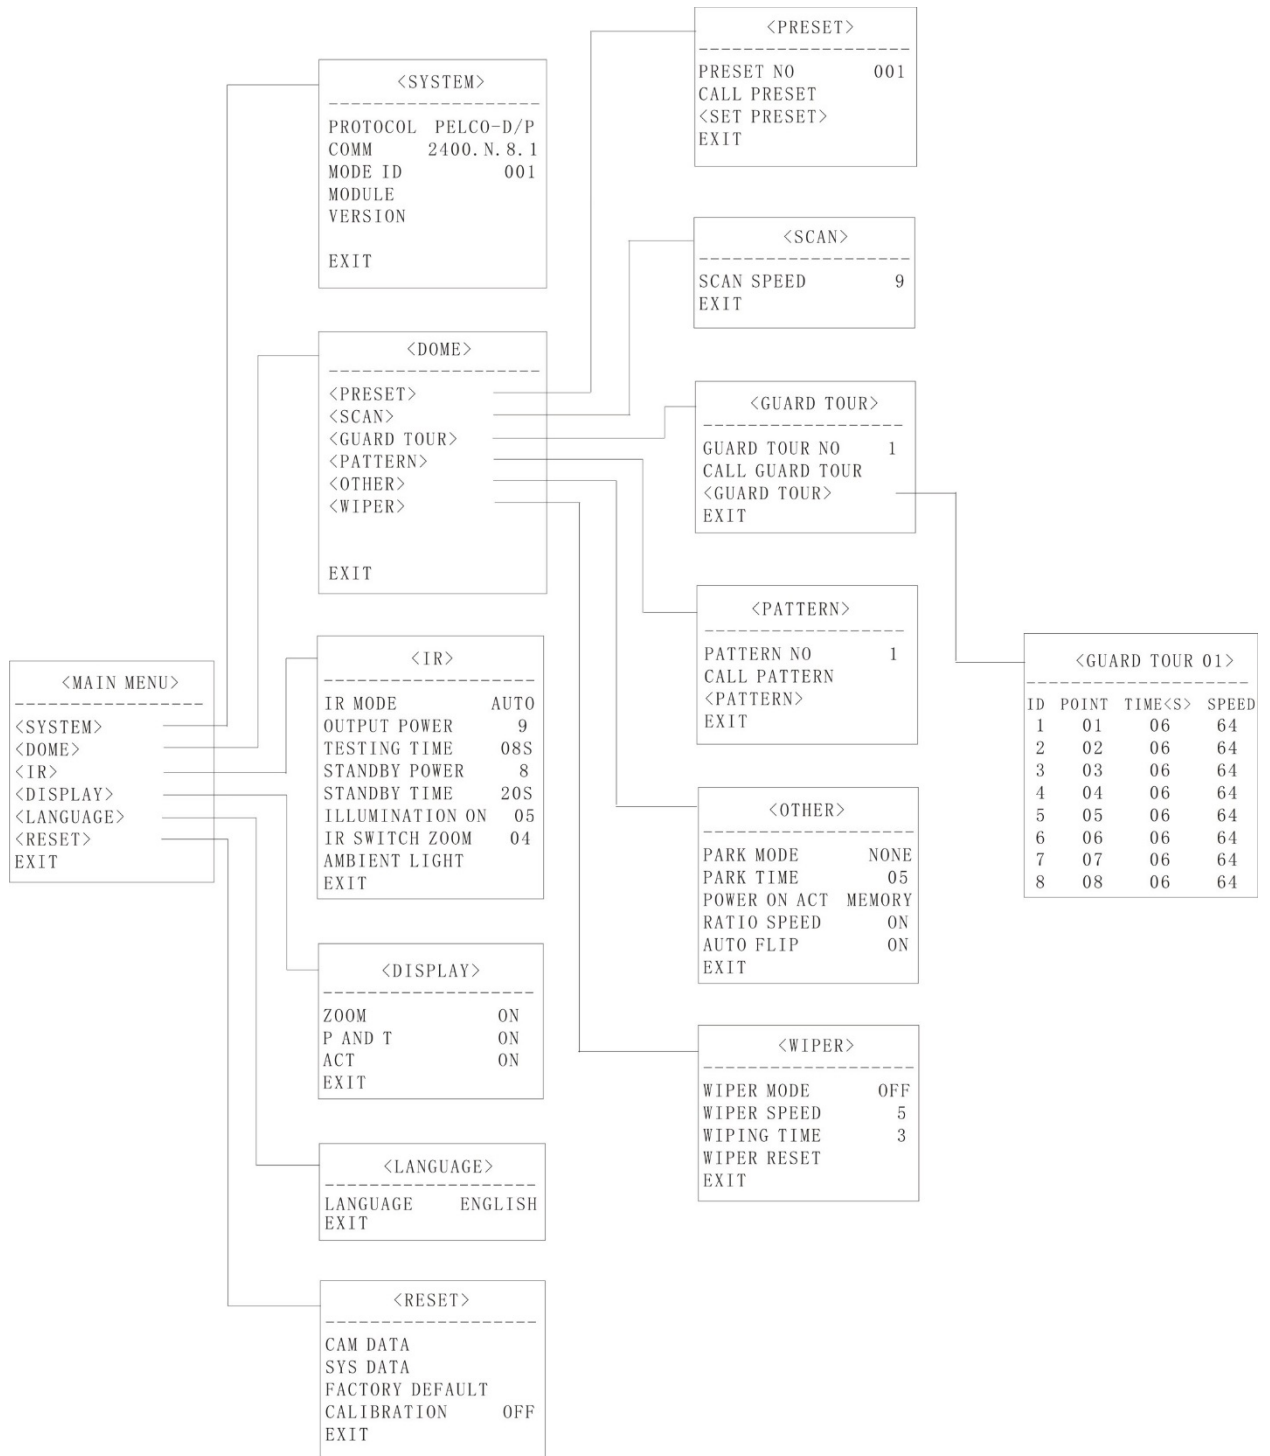 <MAIN MENU>
<SYSTEM>
<DOME>
<IR>
<DISPLAY>
<LANGUAGE>
<RESET>
EXIT
<SYSTEM>
PROTOCOL PELCO-D/P
COMM 2400.N.8.1
MODE ID 001
MODULE
VERSION
EXIT
<DOME>
<PRESET>
<SCAN>
<GUARD TOUR>
<PATTERN>
<OTHER>
<WIPER>
EXIT
<IR>
IR MODE AUTO
OUTPUT POWER 9
TESTING TIME 08S
STANDBY POWER 8
STANDBY TIME 20S
ILLUMINATION ON 05
IR SWITCH ZOOM 04
AMBIENT LIGHT
EXIT
<DISPLAY>
ZOOM ON
P AND T ON
ACT ON
EXIT
<LANGUAGE>
LANGUAGE ENGLISH
EXIT
<RESET>
CAM DATA
SYS DATA
FACTORY DEFAULT
CALIBRATION OFF
EXIT
<PRESET>
PRESET NO 001
CALL PRESET
<SET PRESET>
EXIT
<SCAN>
SCAN SPEED 9
EXIT
<GUARD TOUR>
GUARD TOUR NO 1
CALL GUARD TOUR
<GUARD TOUR>
EXIT
<PATTERN>
PATTERN NO 1
CALL PATTERN
<PATTERN>
EXIT
<OTHER>
PARK MODE NONE
PARK TIME 05
POWER ON ACT MEMORY
RATIO SPEED ON
AUTO FLIP ON
EXIT
<WIPER>
WIPER MODE OFF
WIPER SPEED 5
WIPING TIME 3
WIPER RESET
EXIT
<GUARD TOUR 01>
ID POINT TIME<S> SPEED
1 01 06 64
2 02 06 64
3 03 06 64
4 04 06 64
5 05 06 64
6 06 06 64
7 07 06 64
8 08 06 64